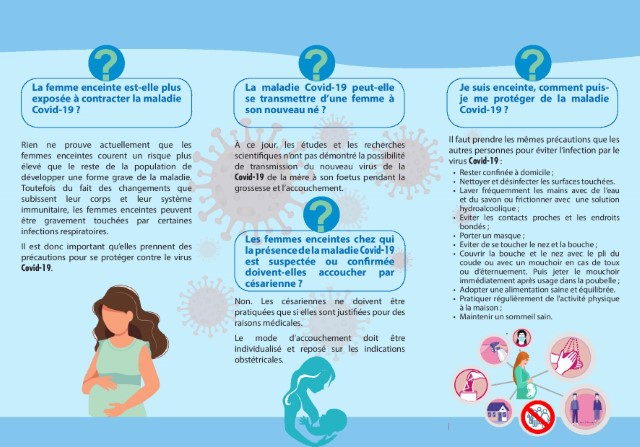 ?
La femme enceinte est-elle plus
exposée à contracter la maladie
Covid-19 ?
Rien ne prouve actuellement que les
femmes enceintes courent un risque plus
élevé que le reste de la population de
développer une forme grave de la maladie.
Toutefois du fait des changements que
subissent leur corps et leur système
immunitaire, les femmes enceintes peuvent
être gravement touchées par certaines
infections respiratoires.
Il est donc important qu'elles prennent des
précautions pour se protéger contre le virus
Covid-19.
?
La maladie Covid-19 peut-elle
se transmettre d'une femme à
son nouveau né ?
À ce jour, les études et les recherches
scientifiques n'ont pas démontré la possibilité
de transmission du nouveau virus de la
Covid-19 de la mère à son foetus pendant la
grossesse et l'accouchement.
?
Les femmes enceintes chez qui
la présence de la maladie Covid-19
est suspectée ou confirmée
doivent-elles accoucher par
césarienne ?
Non. Les césariennes ne doivent être
pratiquées que si elles sont justifiées pour des
raisons médicales.
Le mode d'accouchement doit être
individualisé et reposé sur les indications
obstétricales.
?
Je suis enceinte, comment puis-
je me protéger de la maladie
Covid-19 ?
Il faut prendre les mêmes précautions que les
autres personnes pour éviter l'infection par le
virus Covid-19 :
• Rester confinée à domicile ;
• Nettoyer et désinfecter les surfaces touchées.
• Laver fréquemment les mains avec de l'eau
et du savon ou frictionner avec une solution
hydroalcoolique ;
• Eviter les contacts proches et les endroits
bondés ;
• Porter un masque ;
• Eviter de se toucher le nez et la bouche ;
• Couvrir la bouche et le nez avec le pli du
coude ou avec un mouchoir en cas de toux
ou d'éternuement. Puis jeter le mouchoir
immédiatement après usage dans la poubelle ;
• Adopter une alimentation saine et équilibrée.
• Pratiquer régulièrement de l'activité physique
à la maison ;
• Maintenir un sommeil sain.